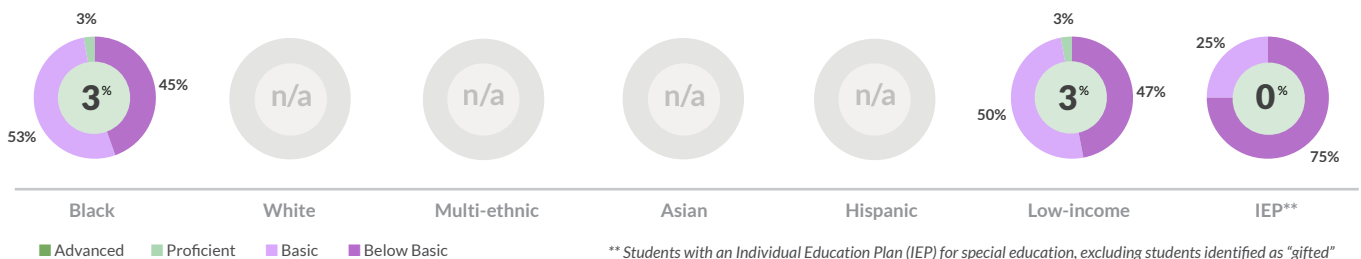 3%
3%
45%
53%
n/a
n/a
n/a
n/a
3%
3%
47%
50%
25%
0%
75%
Black White Multi-ethnic Asian Hispanic Low-income IEP**
Advanced Proficient Basic Below Basic
** Students with an Individual Education Plan (IEP) for special education, excluding students identified as “gifted”